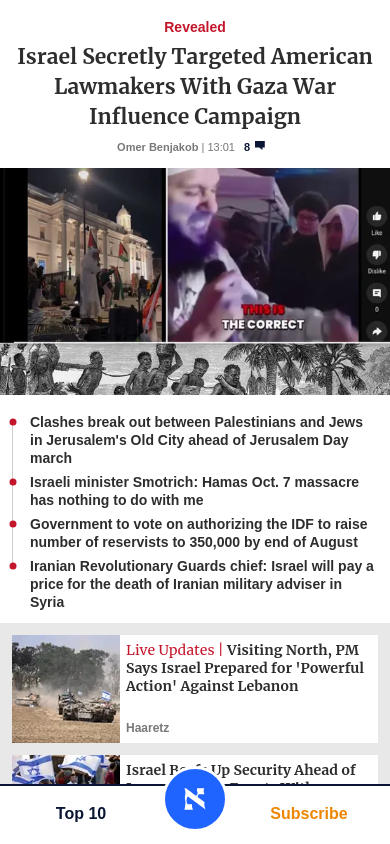 Revealed
Israel Secretly Targeted American
Lawmakers With Gaza War
Influence Campaign
Omer Benjakob | 13:01 8
Like
Dislike
0
THIS IS
THE CORRECT
Clashes break out between Palestinians and Jews
in Jerusalem's Old City ahead of Jerusalem Day
march
Israeli minister Smotrich: Hamas Oct. 7 massacre
has nothing to do with me
Government to vote on authorizing the IDF to raise
number of reservists to 350,000 by end of August
Iranian Revolutionary Guards chief: Israel will pay a
price for the death of Iranian military adviser in
Syria
Live Updates | Visiting North, PM
Says Israel Prepared for 'Powerful
Action' Against Lebanon
Haaretz
Israel Up Security Ahead of
Top 10
Subscribe